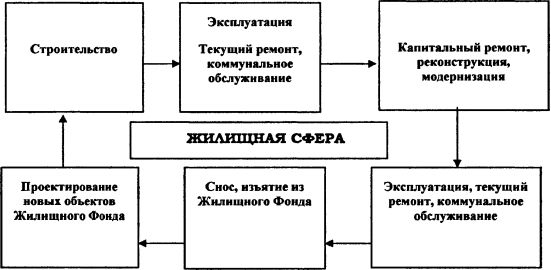 Строительство
Эксплуатация
Текущий ремонт,
коммунальное
обслуживание
Капитальный ремонт,
реконструкция,
модернизация
ЖИЛИЩНАЯ СФЕРА
Проектирование
новых объектов
Жилищного Фонда
Снос, изъятие из
Жилищного Фонда
Эксплуатация, текущий
ремонт, коммунальное
обслуживание